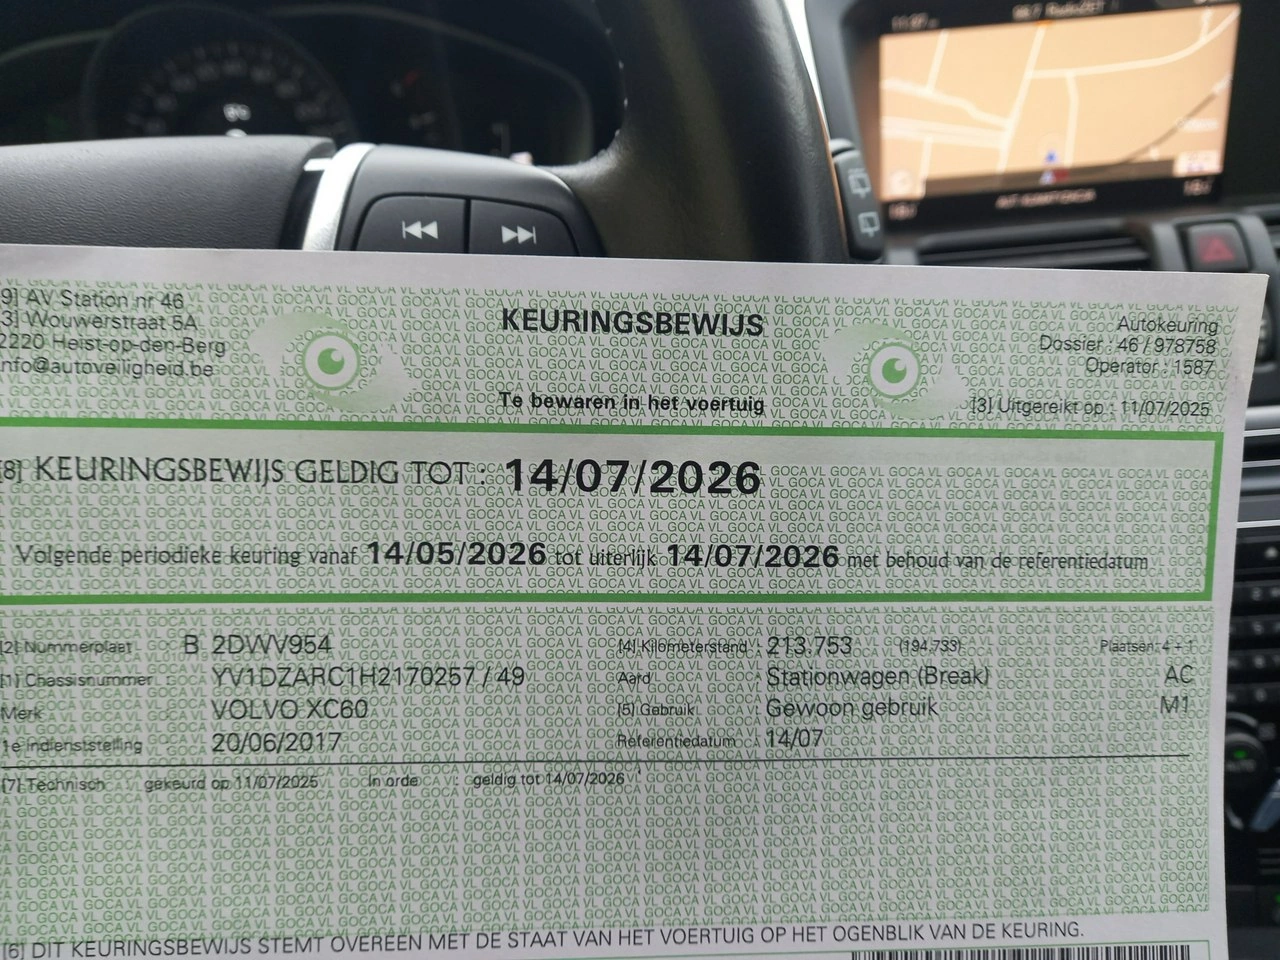 [9] AV Station nr 46
[3] Wouwerstraat 5A
2220 Heist-op-den-Berg
info@autoveiligheid.be
KEURINGSBEWIJS
Te bewaren in het voertuig
Autokeuring
Dossier : 46 / 978758
Operator : 1587
[3] Uitgereikt op : 11/07/2025
[8] KEURINGSBEWIJS GELDIG TOT : 14/07/2026
Volgende periodieke keuring vanaf 14/05/2026 tot uiterlijk 14/07/2026 met behoud van de referentiedatum
[2] Nummerplaat B 2DWV954 [4] Kilometerstand : 213.753 (194.733) Plaatsen: 4 + 1
[1] Chassisnummer YV1DZARC1H2170257 / 49 Aard Stationwagen (Break) AC
Merk VOLVO XC60 [5] Gebruik Gewoon gebruik M1
1e indienststelling 20/06/2017 Referentiedatum : 14/07
[7] Technisch gekeurd op 11/07/2025 In orde : geldig tot 14/07/2026
GOCA VL
[6] DIT KEURINGSBEWIJS STEMT OVEREEN MET DE STAAT VAN HET VOERTUIG OP HET OGENBLIK VAN DE KEURING.